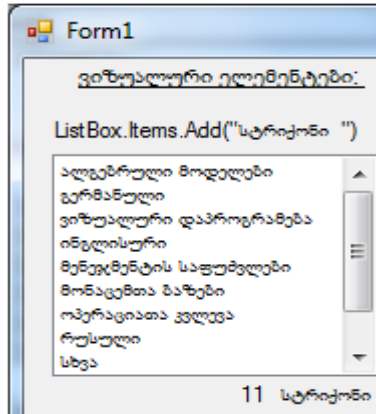 Form1
ვიზუალური ელემენტები:
ListBox.Items.Add("სტრიქონი ")
ალგებრული მოდელები
გერმანული
ვიზუალური დაპროგრამება
ინგლისური
მენეჯმენტის საფუძვლები
მონაცემთა ბაზები
ოპერაციათა კვლევა
რუსული
სხვა
11 სტრიქონი